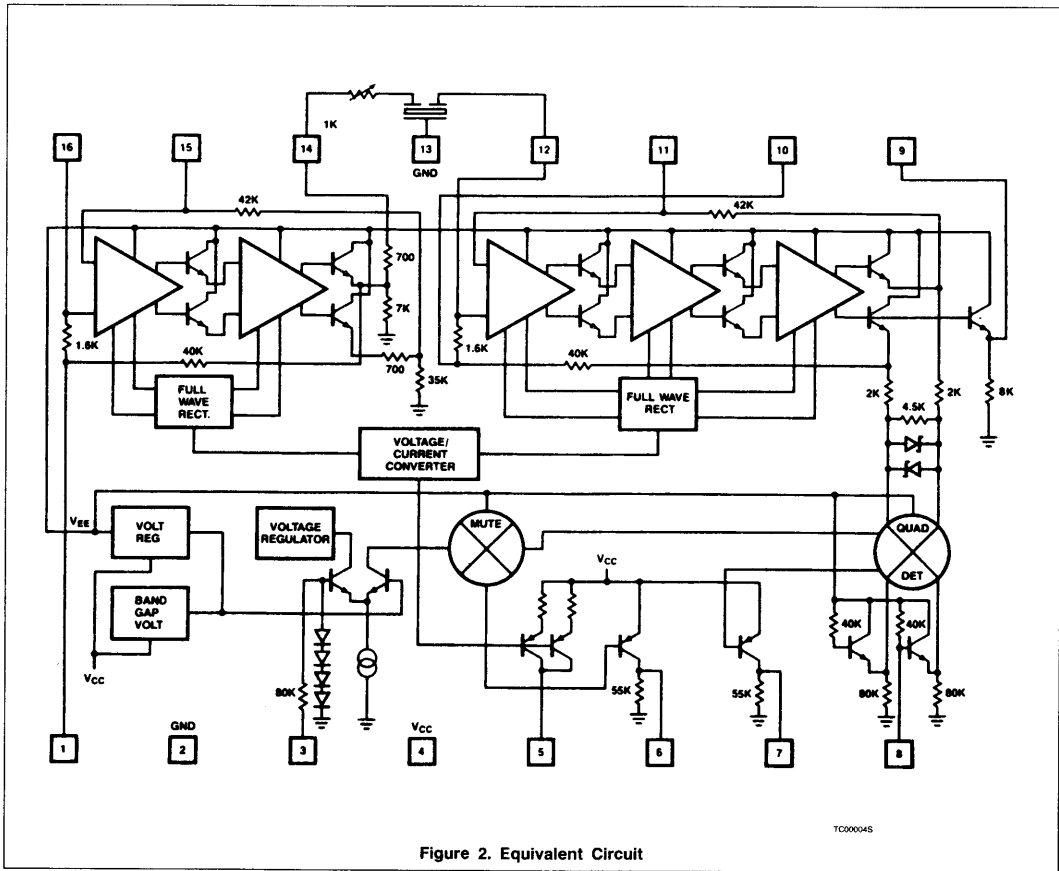 1K
16
15
14
13
12
11
10
9
GND
42K
42K
700
7K
1.6K
40K
700
35K
1.6K
40K
2K
2K
8K
4.5K
FULL
WAVE
RECT.
FULL WAVE
RECT
VOLTAGE/
CURRENT
CONVERTER
VEE
VOLT
REG
VOLTAGE
REGULATOR
MUTE
QUAD
DET
VCC
BAND
GAP
VOLT
40K
40K
VCC
80K
55K
55K
80K
80K
GND
VCC
1
2
3
4
5
6
7
8
TC00004S
Figure 2. Equivalent Circuit